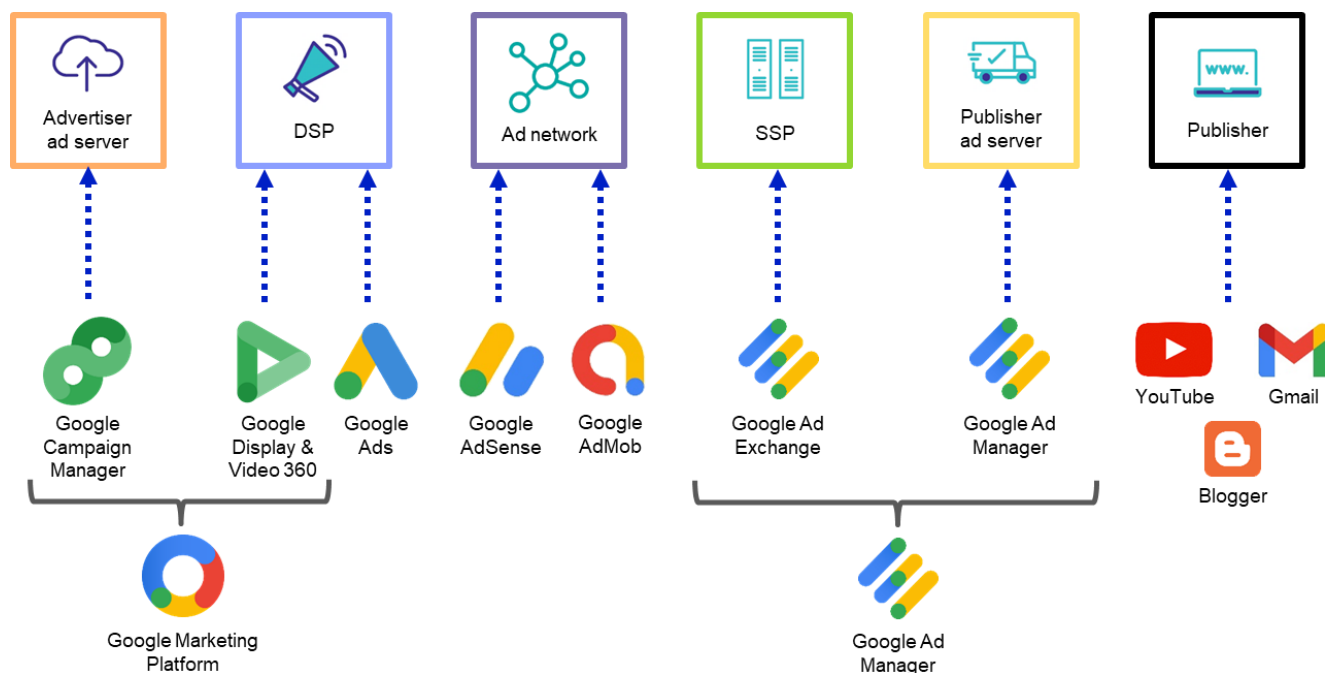 Advertiser
ad server
DSP
Ad network
SSP
Publisher
ad server
www.
Publisher
Google
Campaign
Manager
Google
Display &
Video 360
Google
Ads
Google
AdSense
Google
AdMob
Google Ad
Exchange
Google Ad
Manager
YouTube
Gmail
Blogger
Google Marketing
Platform
Google Ad
Manager